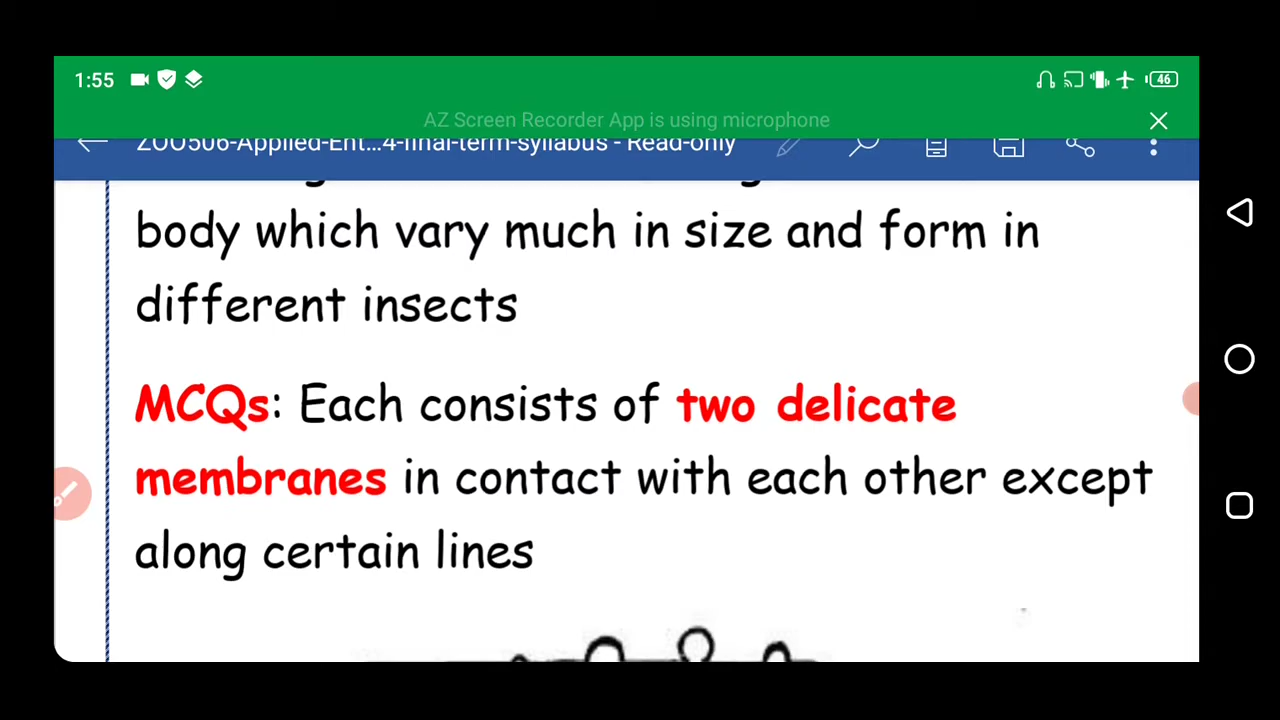 1:55
46
AZ Screen Recorder App is using microphone
ZOO506-Applied-Ent...4-final-term-syllabus - Read-only
body which vary much in size and form in
different insects
MCQs: Each consists of two delicate
membranes in contact with each other except
along certain lines